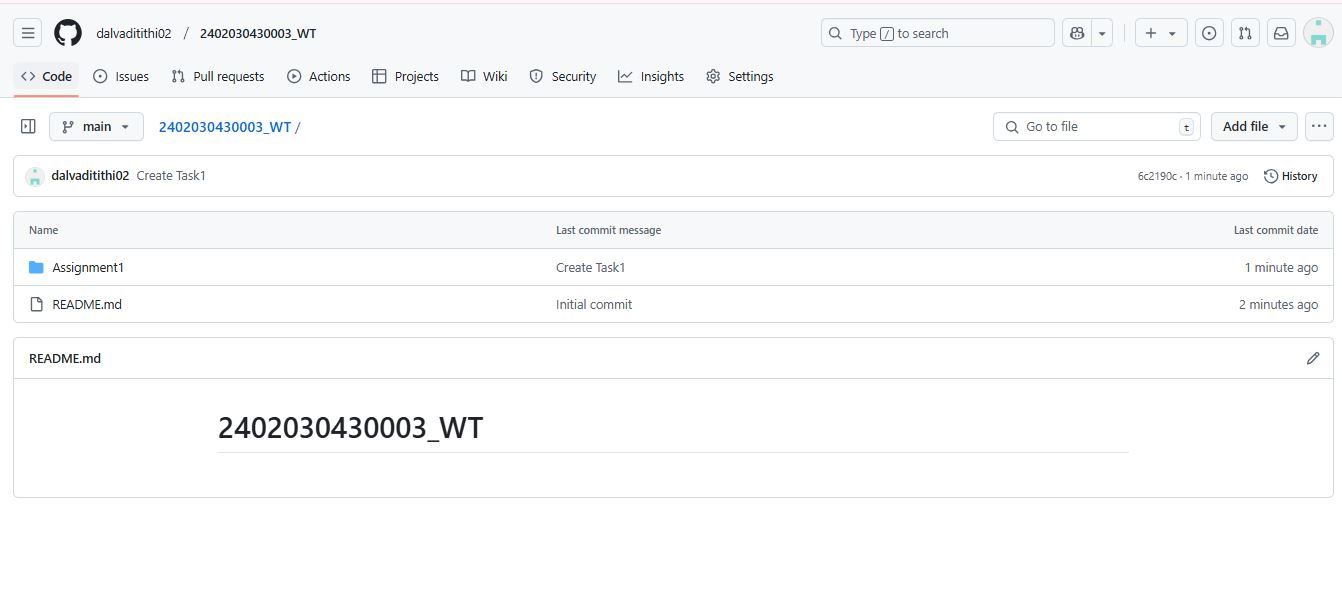 dalvaditithi02 / 2402030430003_WT Type / to search
Code Issues Pull requests Actions Projects Wiki Security Insights Settings
main 2402030430003_WT / Go to file t Add file ...
dalvaditithi02 Create Task1 6c2190c · 1 minute ago History
Name Last commit message Last commit date
Assignment1 Create Task1 1 minute ago
README.md Initial commit 2 minutes ago
README.md
2402030430003_WT